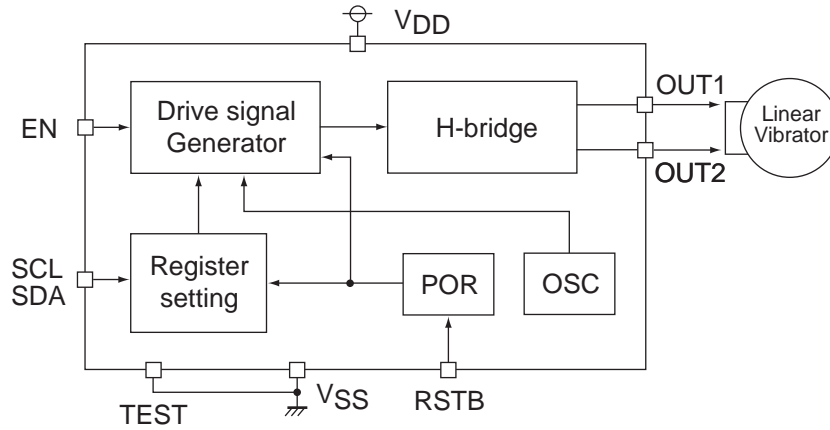 VDD
OUT1
EN
Drive signal
Generator
H-bridge
Linear
Vibrator
OUT2
SCL
SDA
Register
setting
POR
OSC
TEST
VSS
RSTB